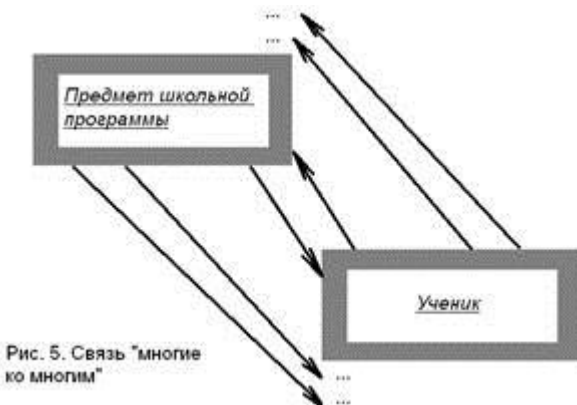 ...
...
Предмет школьной
программы
Ученик
Рис. 5. Связь "многие
ко многим"
...
...